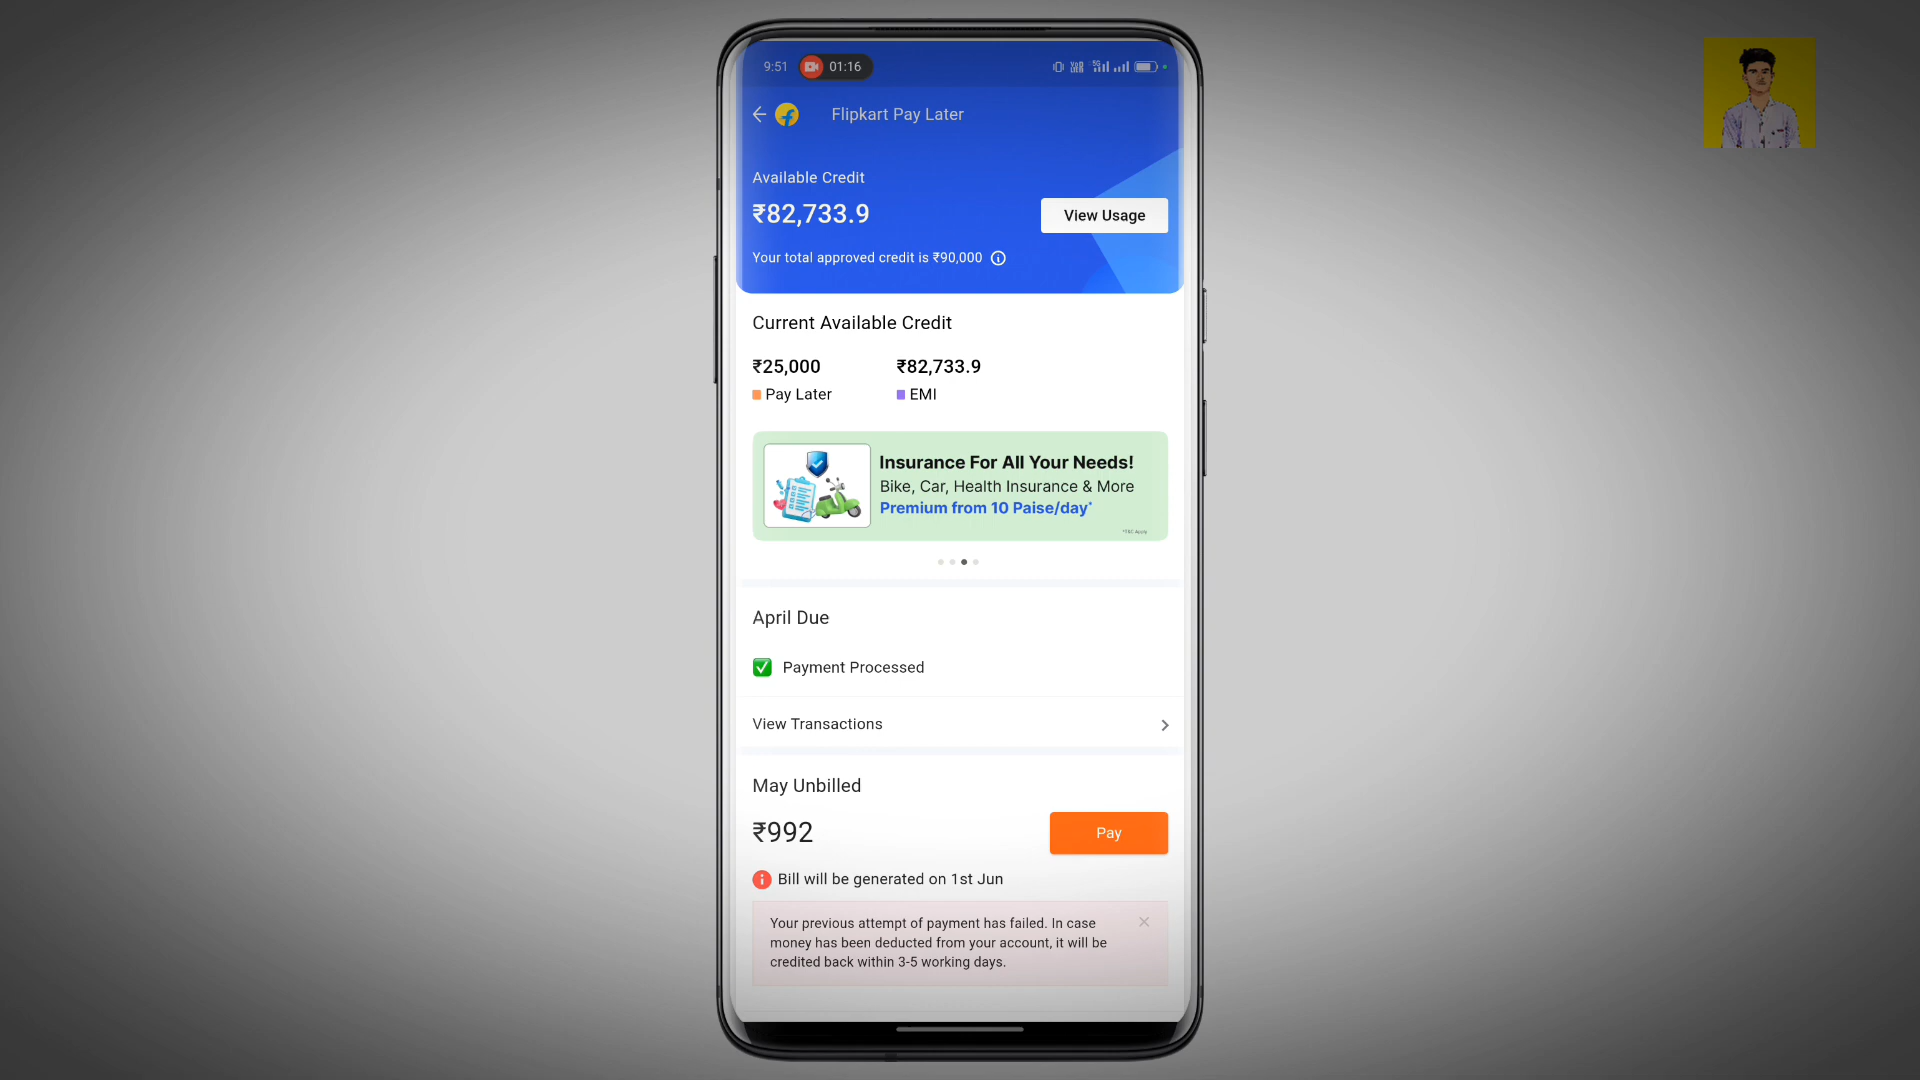 9:51 01:16
Flipkart Pay Later
Available Credit
₹82,733.9
View Usage
Your total approved credit is ₹90,000
Current Available Credit
₹25,000 ₹82,733.9
Pay Later EMI
Insurance For All Your Needs!
Bike, Car, Health Insurance & More
Premium from 10 Paise/day*
*T&C Apply
April Due
Payment Processed
View Transactions
May Unbilled
₹992
Pay
Bill will be generated on 1st Jun
Your previous attempt of payment has failed. In case
money has been deducted from your account, it will be
credited back within 3-5 working days.